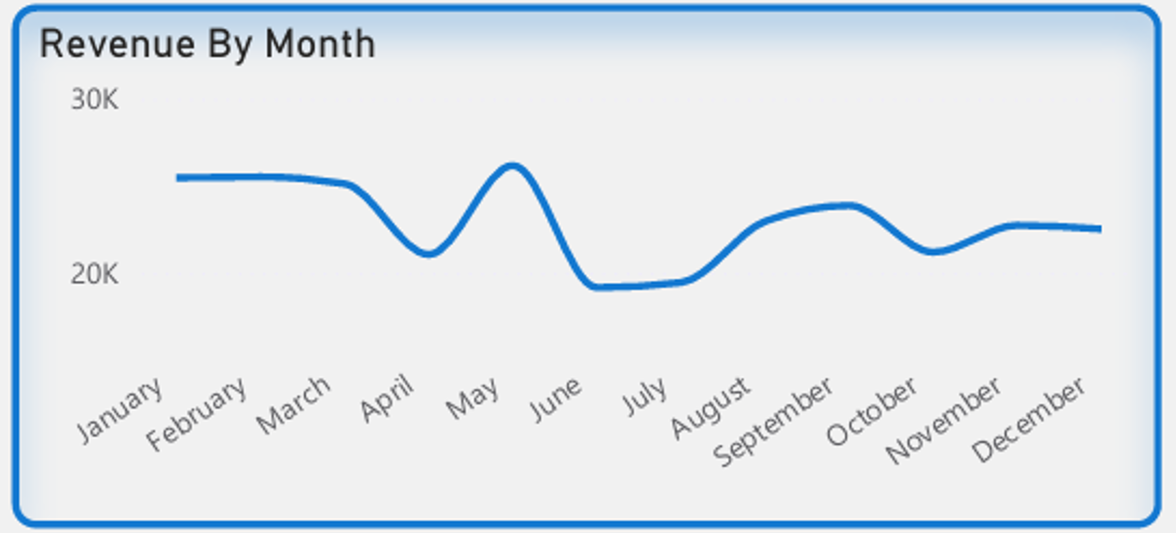 Revenue By Month
30K
20K
January
February
March
April
May
June
July
August
September
October
November
December